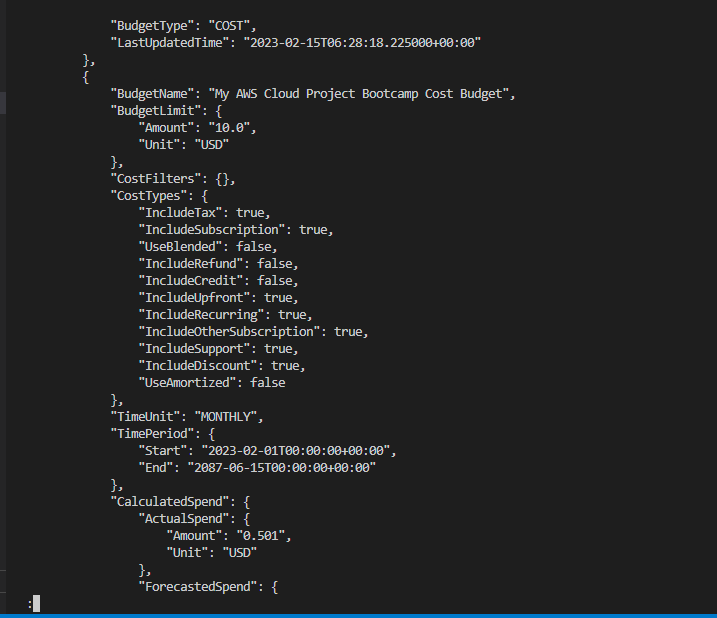 "BudgetType": "COST",
"LastUpdatedTime": "2023-02-15T06:28:18.225000+00:00"
},
{
"BudgetName": "My AWS Cloud Project Bootcamp Cost Budget",
"BudgetLimit": {
"Amount": "10.0",
"Unit": "USD"
},
"CostFilters": {},
"CostTypes": {
"IncludeTax": true,
"IncludeSubscription": true,
"UseBlended": false,
"IncludeRefund": false,
"IncludeCredit": false,
"IncludeUpfront": true,
"IncludeRecurring": true,
"IncludeOtherSubscription": true,
"IncludeSupport": true,
"IncludeDiscount": true,
"UseAmortized": false
},
"TimeUnit": "MONTHLY",
"TimePeriod": {
"Start": "2023-02-01T00:00:00+00:00",
"End": "2087-06-15T00:00:00+00:00"
},
"CalculatedSpend": {
"ActualSpend": {
"Amount": "0.501",
"Unit": "USD"
},
"ForecastedSpend": {
: